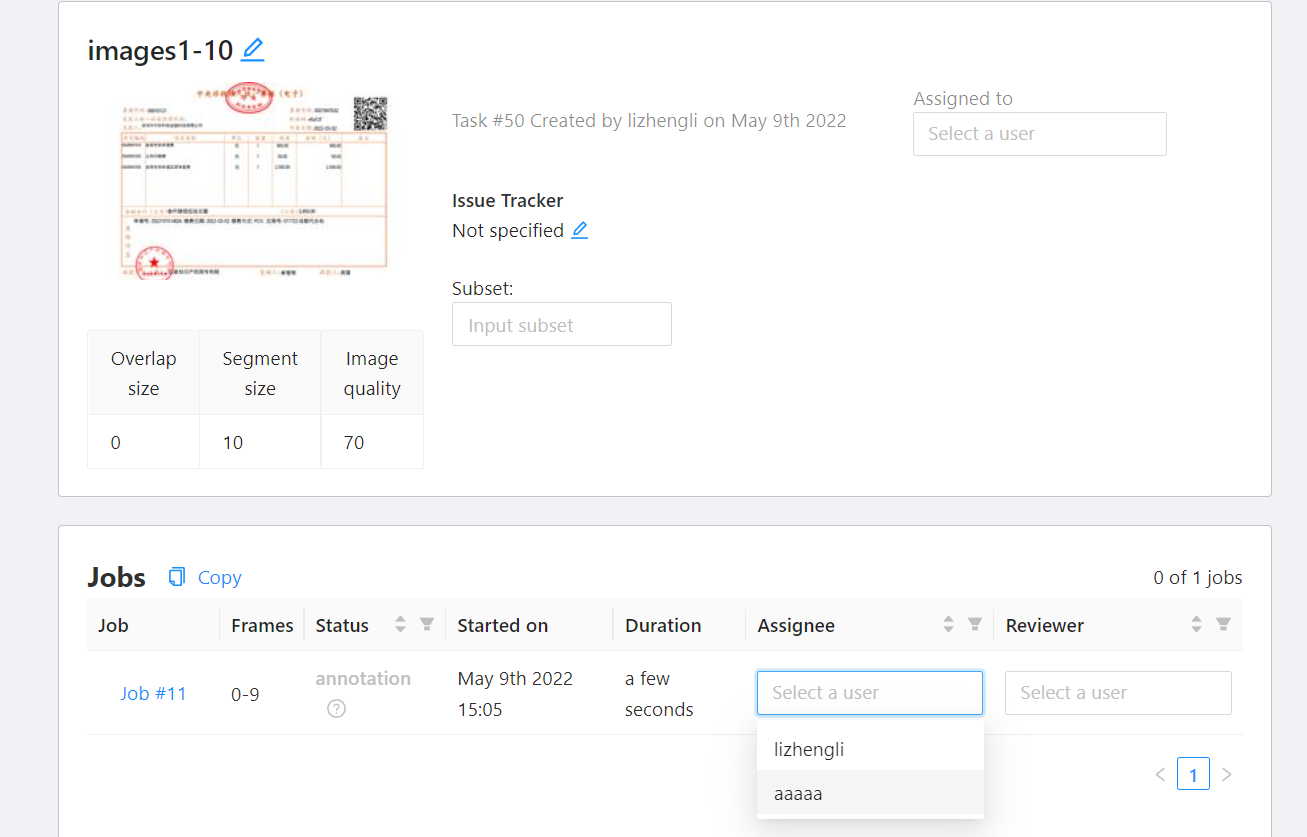 images1-10
Task #50 Created by lizhengli on May 9th 2022
Assigned to
Select a user
Issue Tracker
Not specified
Subset:
Input subset
Overlap size
Segment size
Image quality
0
10
70
Jobs
Copy
0 of 1 jobs
Job
Frames
Status
Started on
Duration
Assignee
Reviewer
Job #11
0-9
annotation
May 9th 2022
15:05
a few
seconds
Select a user
Select a user
lizhengli
aaaaa
1